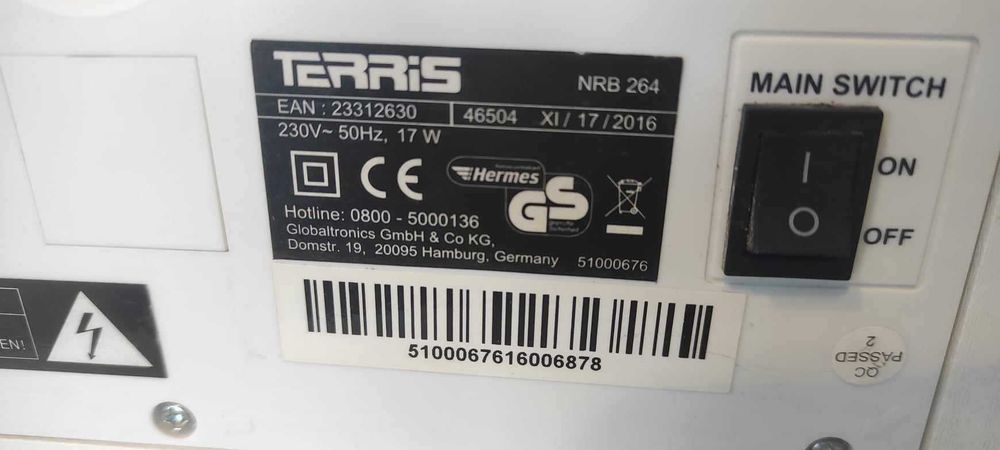 TERRIS
NRB 264
EAN : 23312630
46504 XI / 17 / 2016
230V~ 50Hz, 17 W
CE
Hermes
GS
Hotline: 0800 - 5000136
Globaltronics GmbH & Co KG,
Domstr. 19, 20095 Hamburg, Germany
51000676
5100067616006878
MAIN SWITCH
ON
OFF
I
O
EN!
QC
PASSED
2